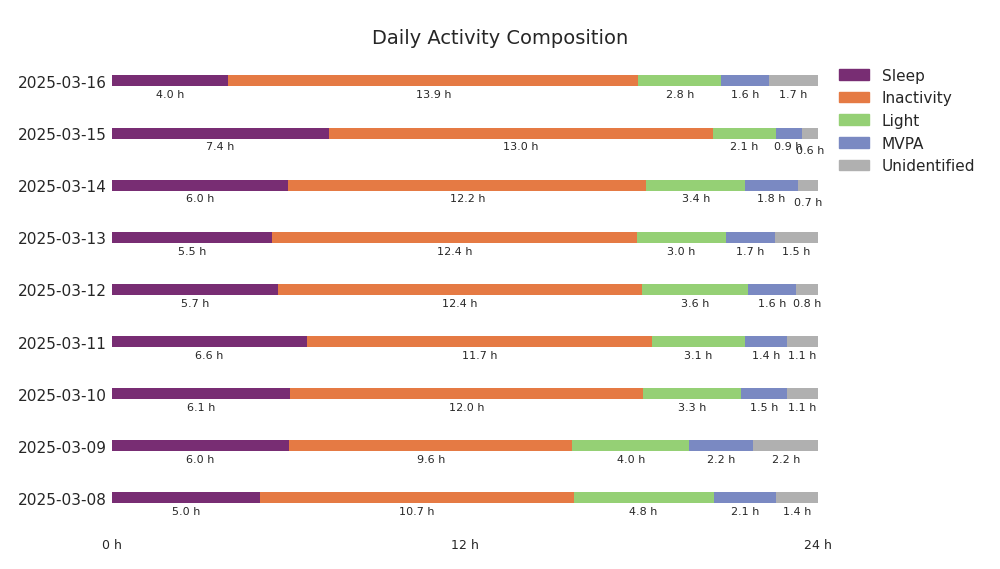 Daily Activity Composition
2025-03-16
4.0 h 13.9 h 2.8 h 1.6 h 1.7 h
2025-03-15
7.4 h 13.0 h 2.1 h 0.9 h 0.6 h
2025-03-14
6.0 h 12.2 h 3.4 h 1.8 h 0.7 h
2025-03-13
5.5 h 12.4 h 3.0 h 1.7 h 1.5 h
2025-03-12
5.7 h 12.4 h 3.6 h 1.6 h 0.8 h
2025-03-11
6.6 h 11.7 h 3.1 h 1.4 h 1.1 h
2025-03-10
6.1 h 12.0 h 3.3 h 1.5 h 1.1 h
2025-03-09
6.0 h 9.6 h 4.0 h 2.2 h 2.2 h
2025-03-08
5.0 h 10.7 h 4.8 h 2.1 h 1.4 h
0 h 12 h 24 h
Sleep
Inactivity
Light
MVPA
Unidentified